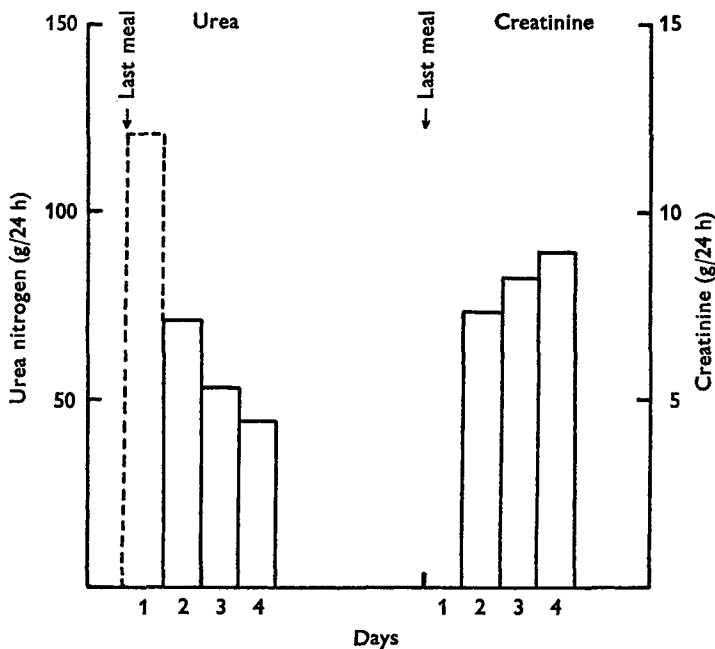 Urea
Creatinine
Last meal
Last meal
Urea nitrogen (g/24 h)
150
100
50
15
10
5
Creatinine (g/24 h)
1 2 3 4
1 2 3 4
Days